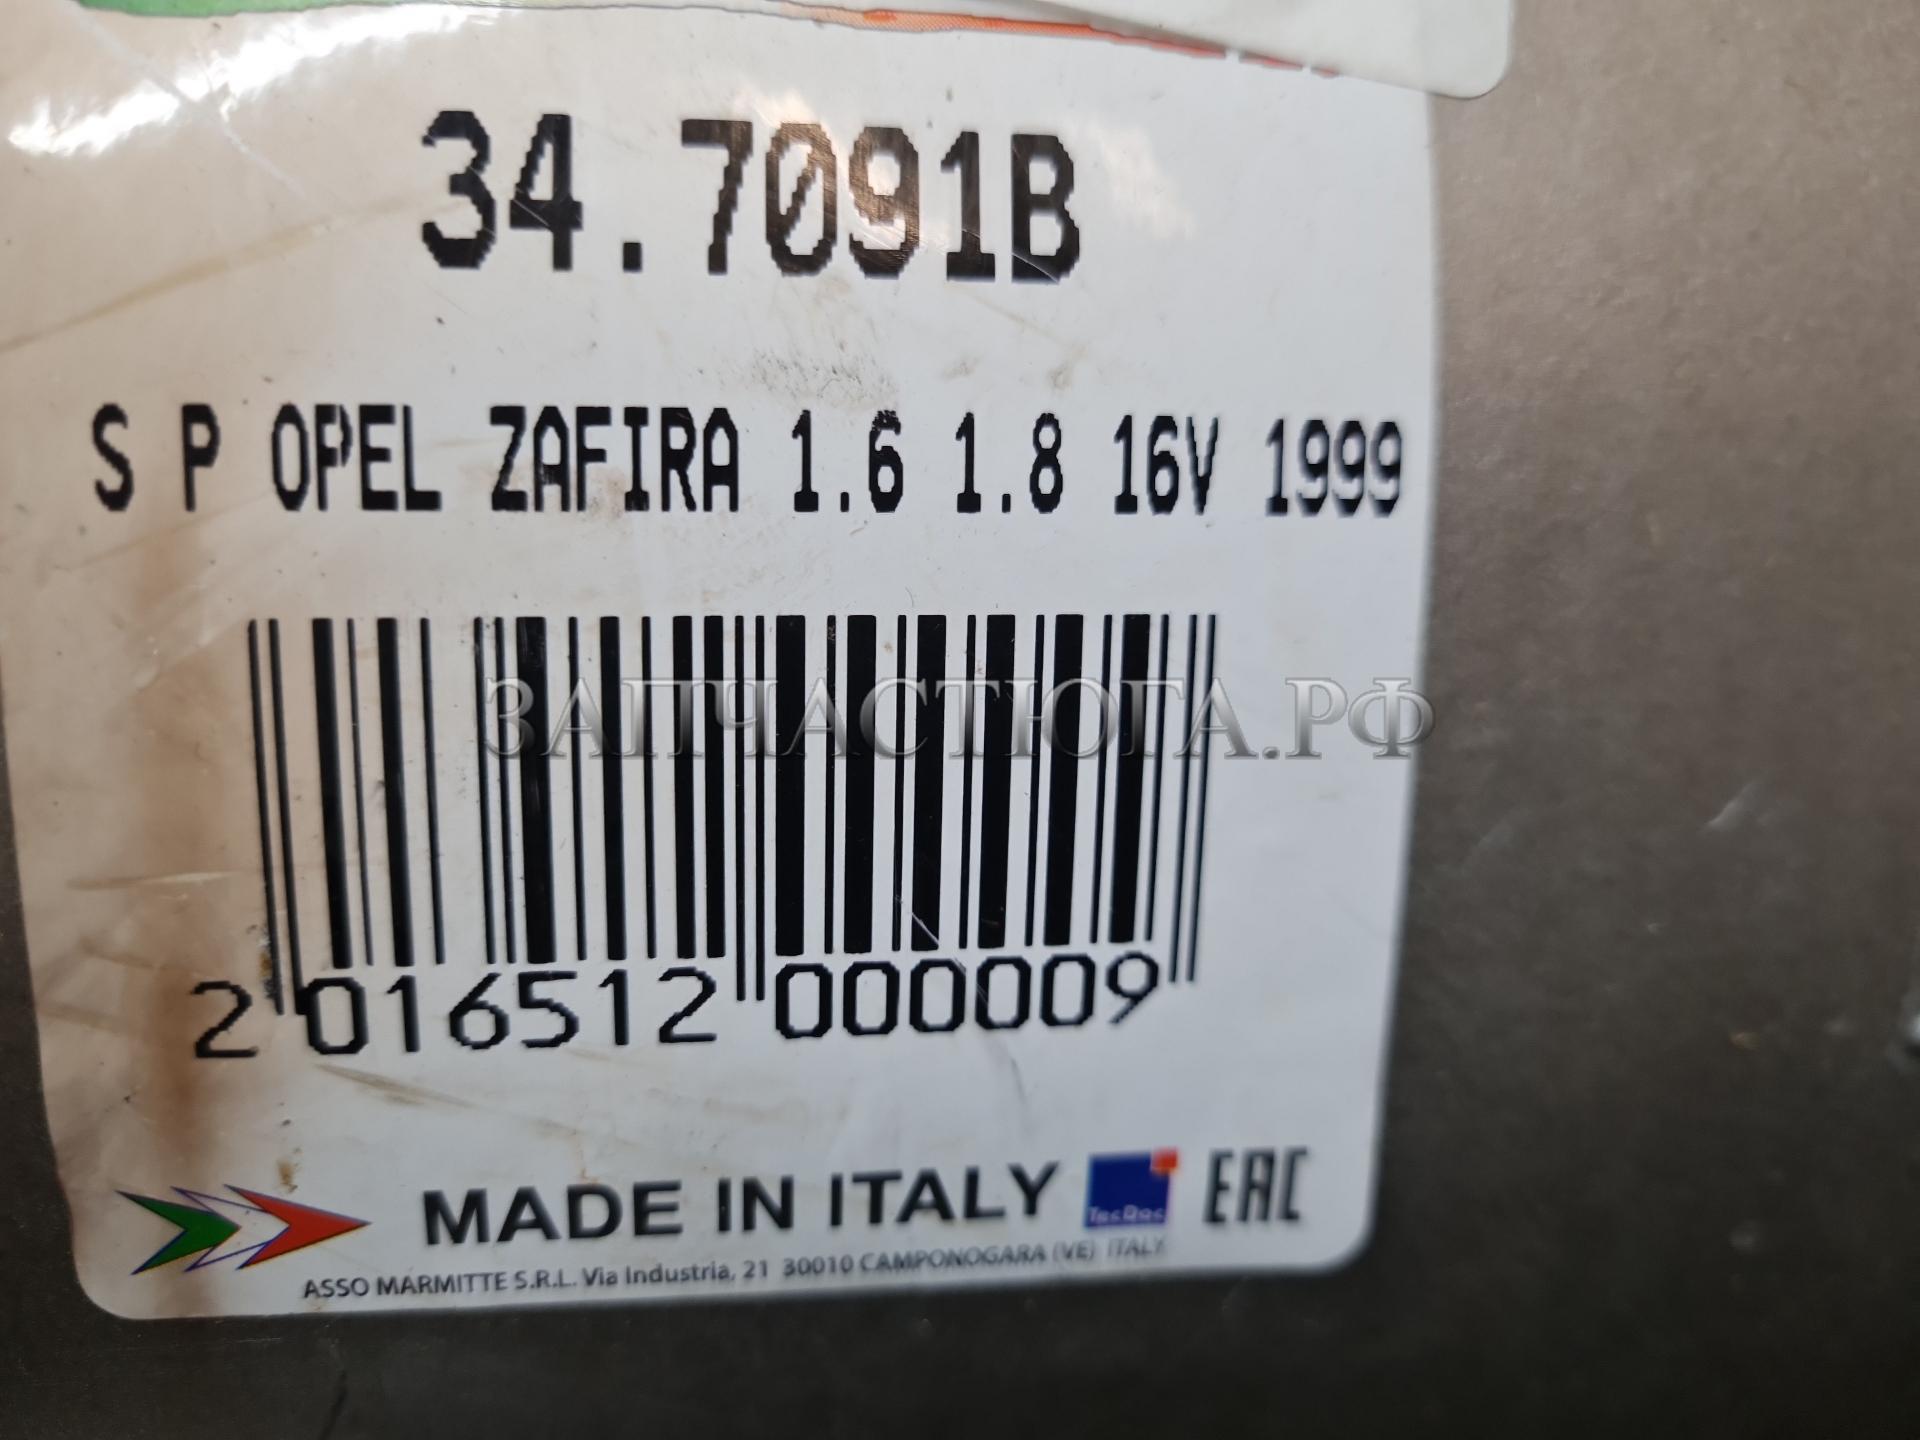 34.7091B
S P OPEL ZAFIRA 1.6 1.8 16V 1999
ЗАПЧАСТЮГА.РФ
2 016512 000009
MADE IN ITALY TecDoc EAC
ASSO MARMITTE S.R.L. Via Industria, 21 30010 CAMPONOGARA (VE) ITALY